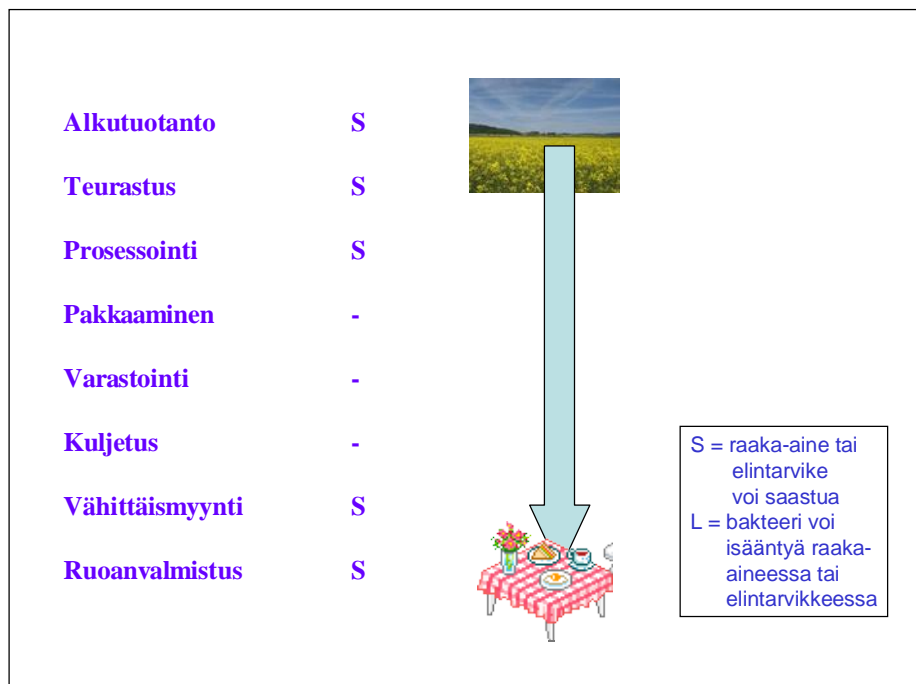 Alkutuotanto S
Teurastus S
Prosessointi S
Pakkaaminen -
Varastointi -
Kuljetus -
Vähittäismyynti S
Ruoanvalmistus S
S = raaka-aine tai
elintarvike
voi saastua
L = bakteeri voi
isääntyä raaka-
aineessa tai
elintarvikkeessa